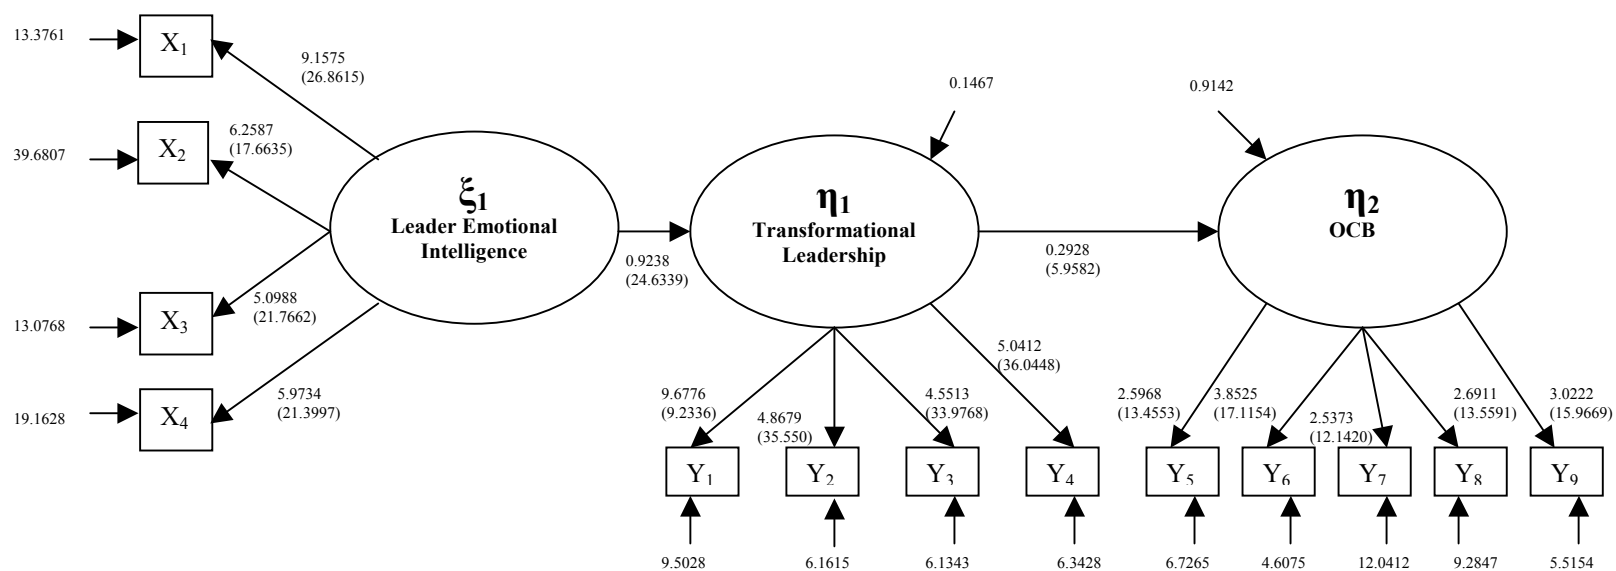 13.3761
X1
9.1575
(26.8615)
0.1467
0.9142
39.6807
X2
6.2587
(17.6635)
ξ1
Leader Emotional
Intelligence
η1
Transformational
Leadership
η2
OCB
0.9238
(24.6339)
0.2928
(5.9582)
13.0768
X3
5.0988
(21.7662)
19.1628
X4
5.9734
(21.3997)
9.6776
(9.2336)
4.8679
(35.550)
4.5513
(33.9768)
5.0412
(36.0448)
2.5968
(13.4553)
3.8525
(17.1154)
2.5373
(12.1420)
2.6911
(13.5591)
3.0222
(15.9669)
Y1
Y2
Y3
Y4
Y5
Y6
Y7
Y8
Y9
9.5028
6.1615
6.1343
6.3428
6.7265
4.6075
12.0412
9.2847
5.5154